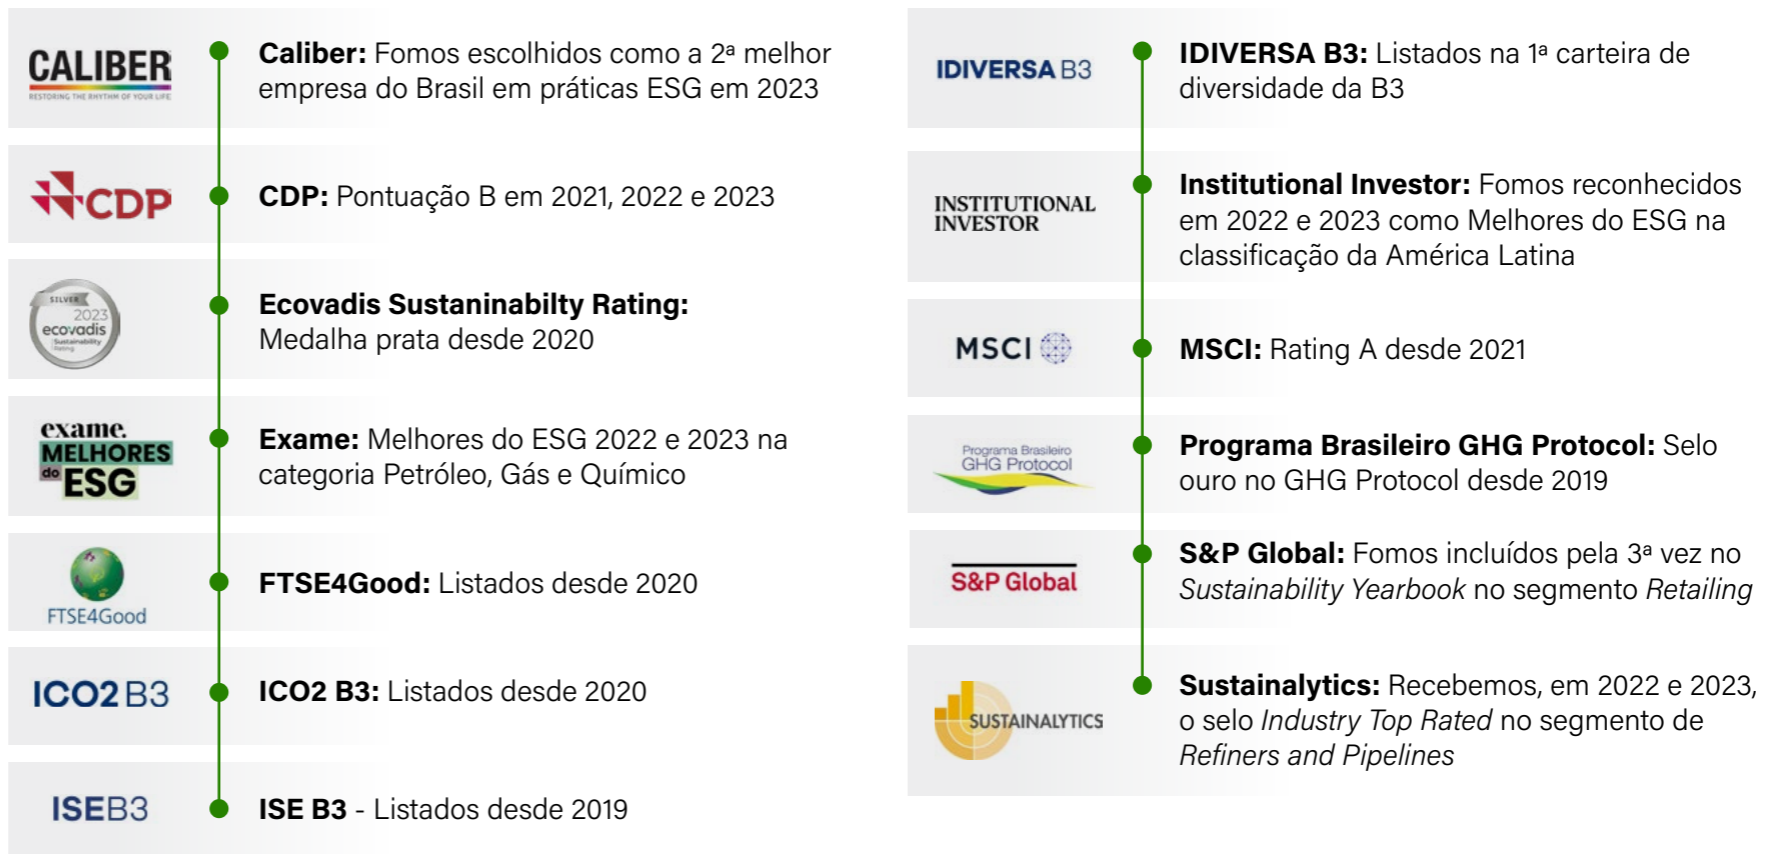 CALIBER
RESTORING THE RHYTHM OF YOUR LIFE
Caliber: Fomos escolhidos como a 2ª melhor
empresa do Brasil em práticas ESG em 2023
CDP
CDP: Pontuação B em 2021, 2022 e 2023
SILVER
2023
ecovadis
Sustainability
Rating
Ecovadis Sustaninabilty Rating:
Medalha prata desde 2020
exame.
MELHORES
do
ESG
Exame: Melhores do ESG 2022 e 2023 na
categoria Petróleo, Gás e Químico
FTSE4Good
FTSE4Good: Listados desde 2020
ICO2 B3
ICO2 B3: Listados desde 2020
ISEB3
ISE B3 - Listados desde 2019
IDIVERSA B3
IDIVERSA B3: Listados na 1ª carteira de
diversidade da B3
INSTITUTIONAL
INVESTOR
Institutional Investor: Fomos reconhecidos
em 2022 e 2023 como Melhores do ESG na
classificação da América Latina
MSCI
MSCI: Rating A desde 2021
Programa Brasileiro
GHG Protocol
Programa Brasileiro GHG Protocol: Selo
ouro no GHG Protocol desde 2019
S&P Global
S&P Global: Fomos incluídos pela 3ª vez no
Sustainability Yearbook no segmento Retailing
SUSTAINALYTICS
Sustainalytics: Recebemos, em 2022 e 2023,
o selo Industry Top Rated no segmento de
Refiners and Pipelines